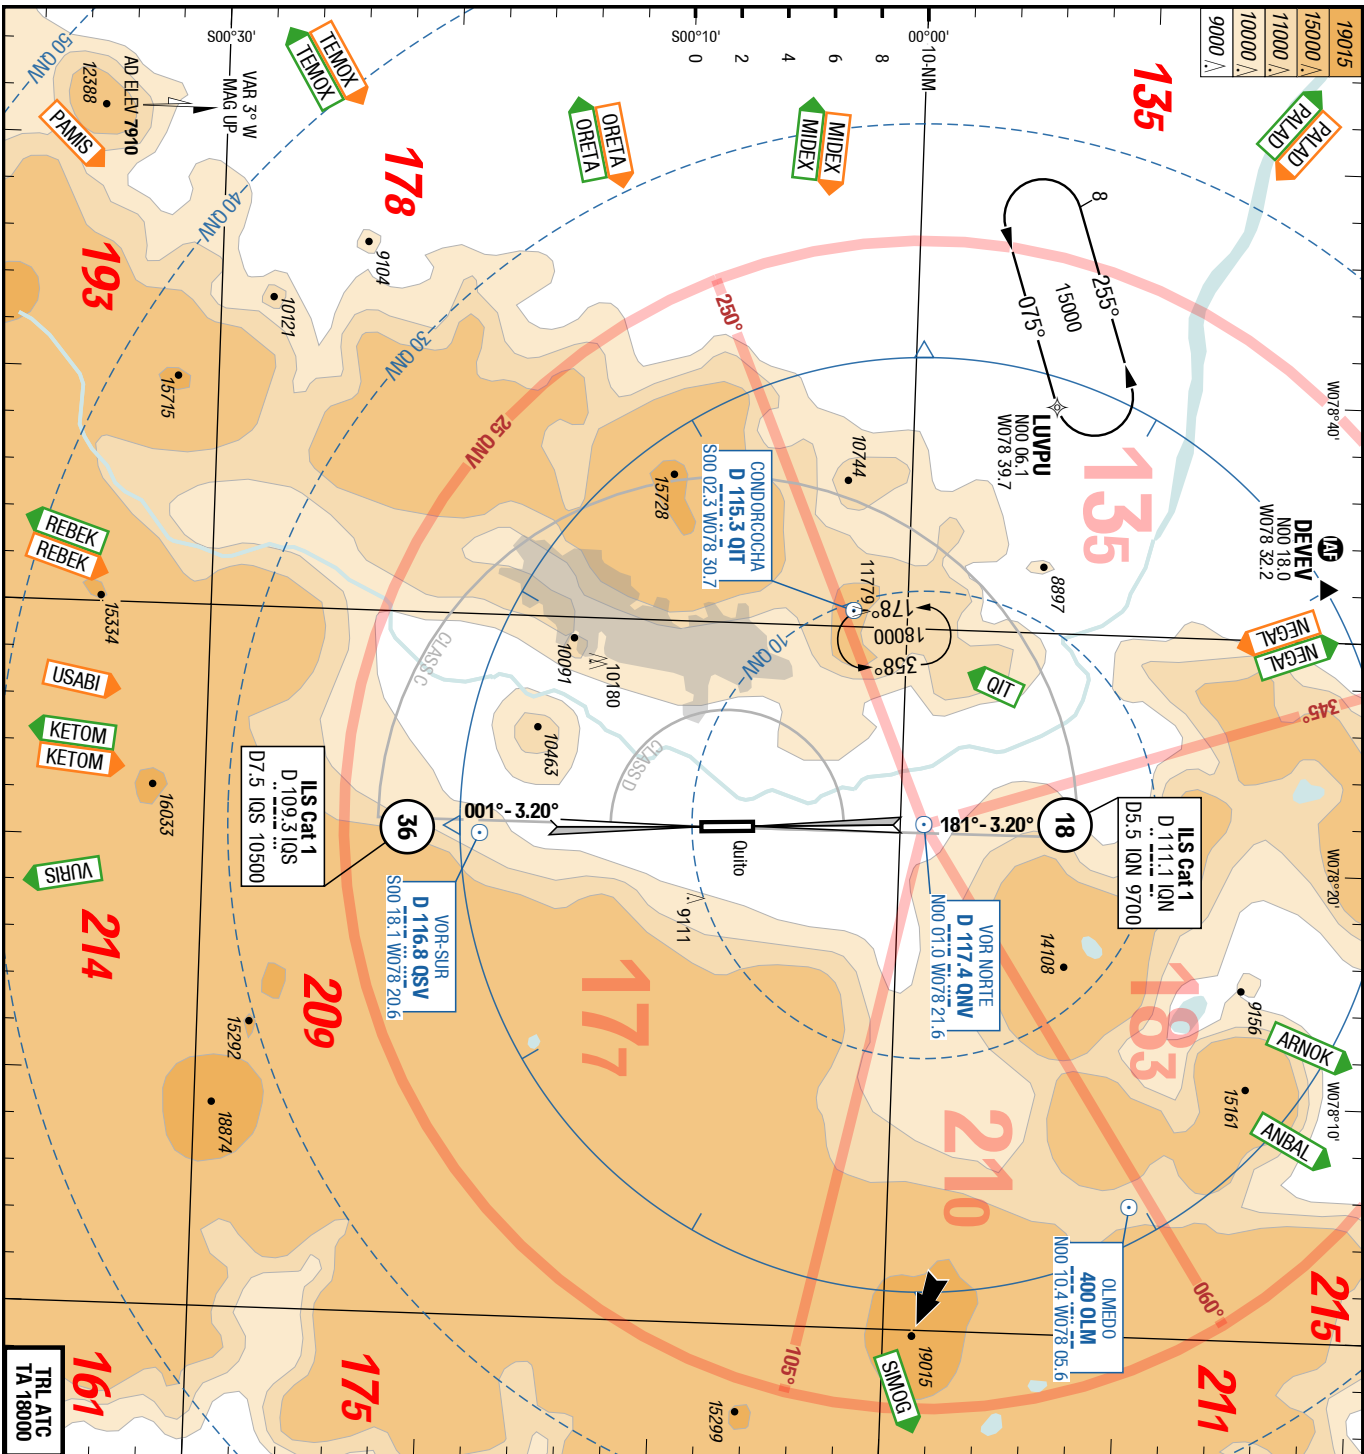 19015
15000
11000
10000
9000
135
PALAD
PALAD
W078°40'
IAF
DEVEV
N00 18.0
W078 32.2
NEGAL
NEGAL
345°
W078°20'
W078°10'
ARNOK
ANBAL
9156
15161
215
211
00°00'
10-NM
8
6
4
2
0
S00°10'
S00°30'
MIDEX
MIDEX
ORETA
ORETA
TEMOX
TEMOX
8
255°
15000
075°
LUVPU
N00 06.1
W078 39.7
135
8897
QIT
ILS Cat 1
D 111.1 IQN
D5.5 IQN 9700
18
181°- 3.20°
VOR NORTE
D 117.4 QNV
N00 01.0 W078 21.6
14108
183
210
OLMEDO
400 OLM
N00 10.4 W078 05.6
060°
19015
SIMOG
105°
15299
250°
10744
CONDORCOCHA
D 115.3 QIT
S00 02.3 W078 30.7
11779
178°
18000
358°
10 QNV
15728
25 QNV
30 QNV
40 QNV
50 QNV
CLASS C
CLASS D
10091
10180
10463
Quito
9111
177
001°- 3.20°
36
ILS Cat 1
D 109.3 IQS
D7.5 IQS 10500
VOR-SUR
D 116.8 QSV
S00 18.1 W078 20.6
209
15292
18874
175
178
9104
10121
15715
VAR 3° W
MAG UP
AD ELEV 7910
12388
PAMIS
193
REBEK
REBEK
15334
USABI
KETOM
KETOM
16033
VURIS
214
161
TRL ATC
TA 18000